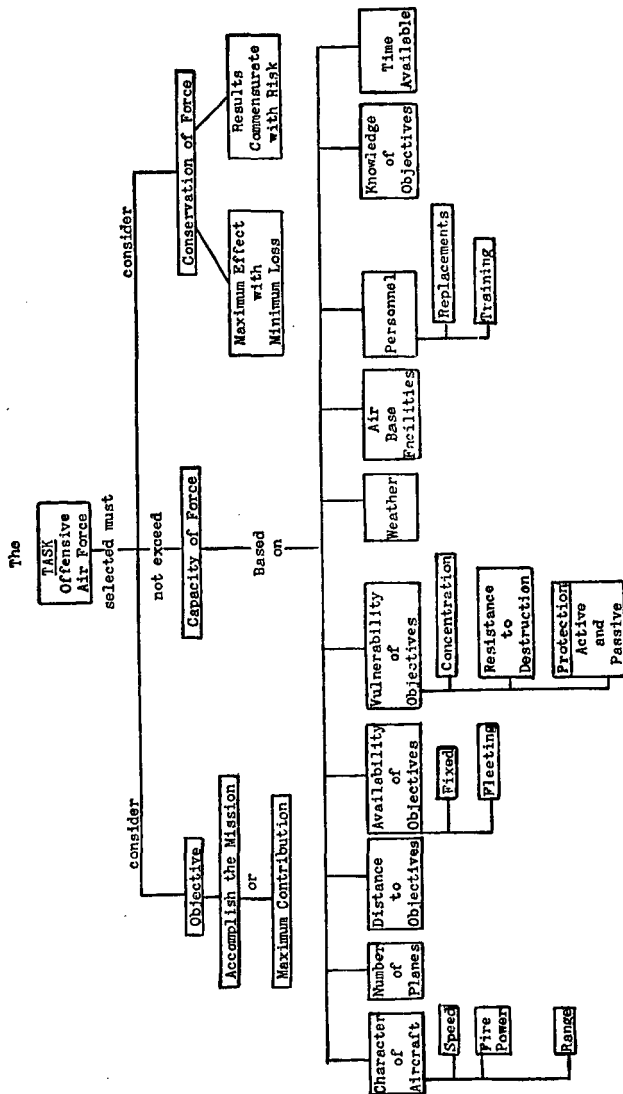 The
TASK
Offensive
Air Force
selected must
consider
not exceed
consider
Objective
Accomplish the Mission
or
Maximum Contribution
Capacity of Force
Based
on
Conservation of Force
Maximum Effect
with
Minimum Loss
Results
Commensurate
with Risk
Character
of
Aircraft
Speed
Fire
Power
Range
Number
of
Planes
Distance
to
Objectives
Availability
of
Objectives
Fixed
Fleeting
Vulnerability
of
Objectives
Concentration
Resistance
to
Destruction
Protection
Active
and
Passive
Weather
Air
Base
Facilities
Personnel
Replacements
Training
Knowledge
of
Objectives
Time
Available